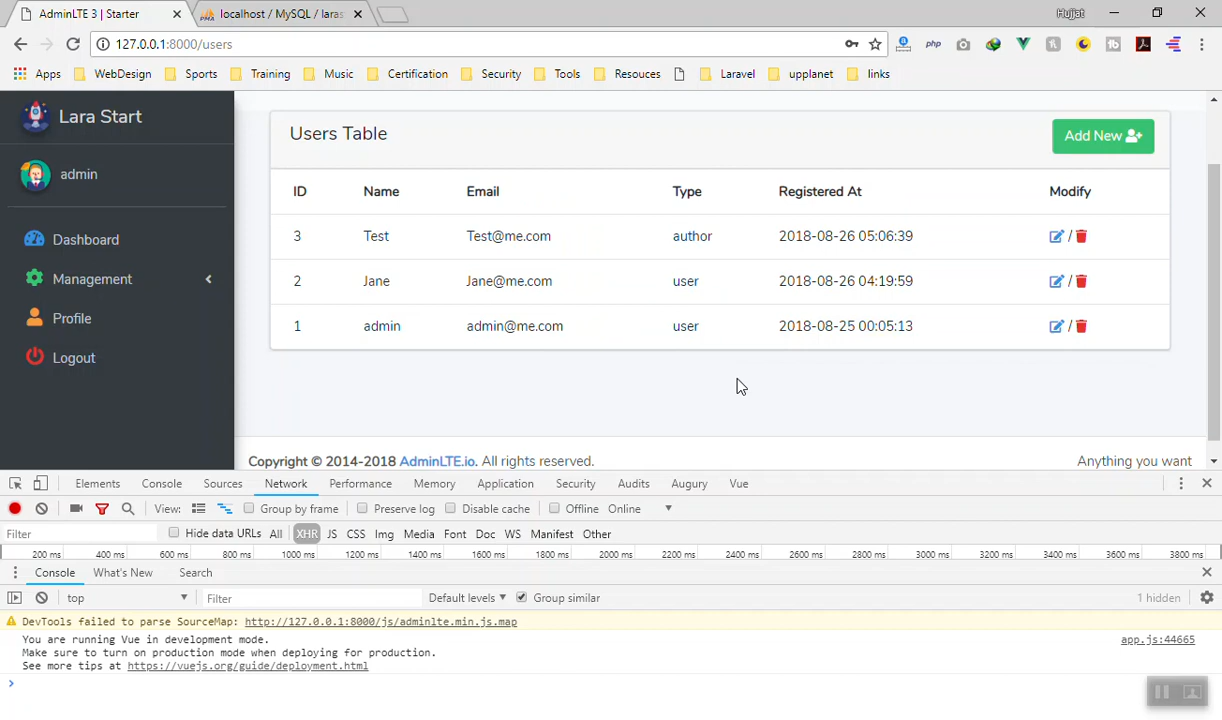 AdminLTE 3 | Starter
localhost / MySQL / laras
Hujjat
127.0.0.1:8000/users
php
Apps WebDesign Sports Training Music Certification Security Tools Resouces Laravel upplanet links
Lara Start
admin
Dashboard
Management
Profile
Logout
Users Table
Add New
ID Name Email Type Registered At Modify
3 Test Test@me.com author 2018-08-26 05:06:39 /
2 Jane Jane@me.com user 2018-08-26 04:19:59 /
1 admin admin@me.com user 2018-08-25 00:05:13 /
Copyright © 2014-2018 AdminLTE.io. All rights reserved. Anything you want
Elements Console Sources Network Performance Memory Application Security Audits Augury Vue
View: Group by frame Preserve log Disable cache Offline Online
Filter Hide data URLs All XHR JS CSS Img Media Font Doc WS Manifest Other
200 ms 400 ms 600 ms 800 ms 1000 ms 1200 ms 1400 ms 1600 ms 1800 ms 2000 ms 2200 ms 2400 ms 2600 ms 2800 ms 3000 ms 3200 ms 3400 ms 3600 ms 3800 ms
Console What's New Search
top Filter Default levels Group similar 1 hidden
DevTools failed to parse SourceMap: http://127.0.0.1:8000/js/adminlte.min.js.map
You are running Vue in development mode. app.js:44665
Make sure to turn on production mode when deploying for production.
See more tips at https://vuejs.org/guide/deployment.html